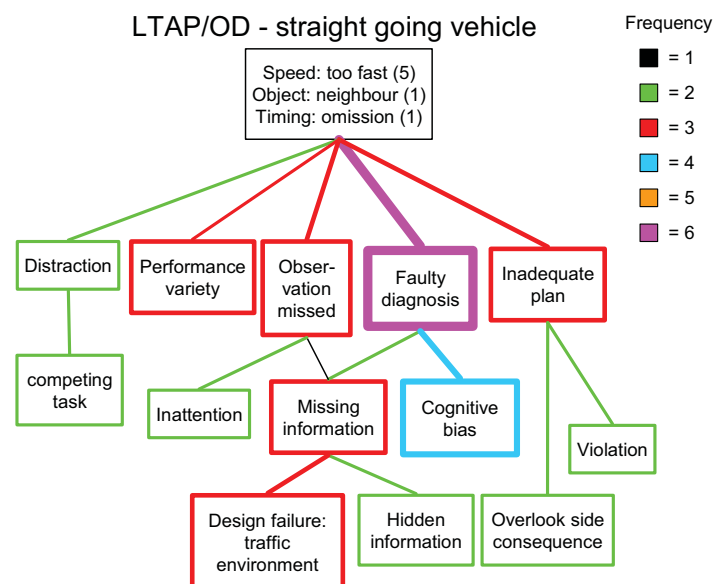 LTAP/OD - straight going vehicle
Frequency
= 1
= 2
= 3
= 4
= 5
= 6
Speed: too fast (5)
Object: neighbour (1)
Timing: omission (1)
Distraction
Performance
variety
Obser-
vation
missed
Faulty
diagnosis
Inadequate
plan
competing
task
Inattention
Missing
information
Cognitive
bias
Violation
Design failure:
traffic
environment
Hidden
information
Overlook side
consequence